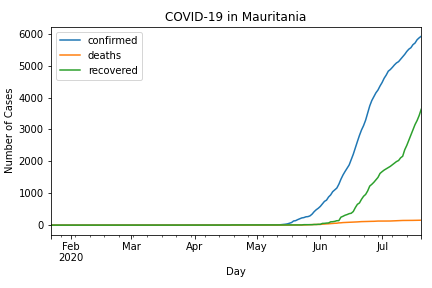 COVID-19 in Mauritania
confirmed
deaths
recovered
Number of Cases
6000
5000
4000
3000
2000
1000
0
Feb
2020
Mar
Apr
May
Jun
Jul
Day